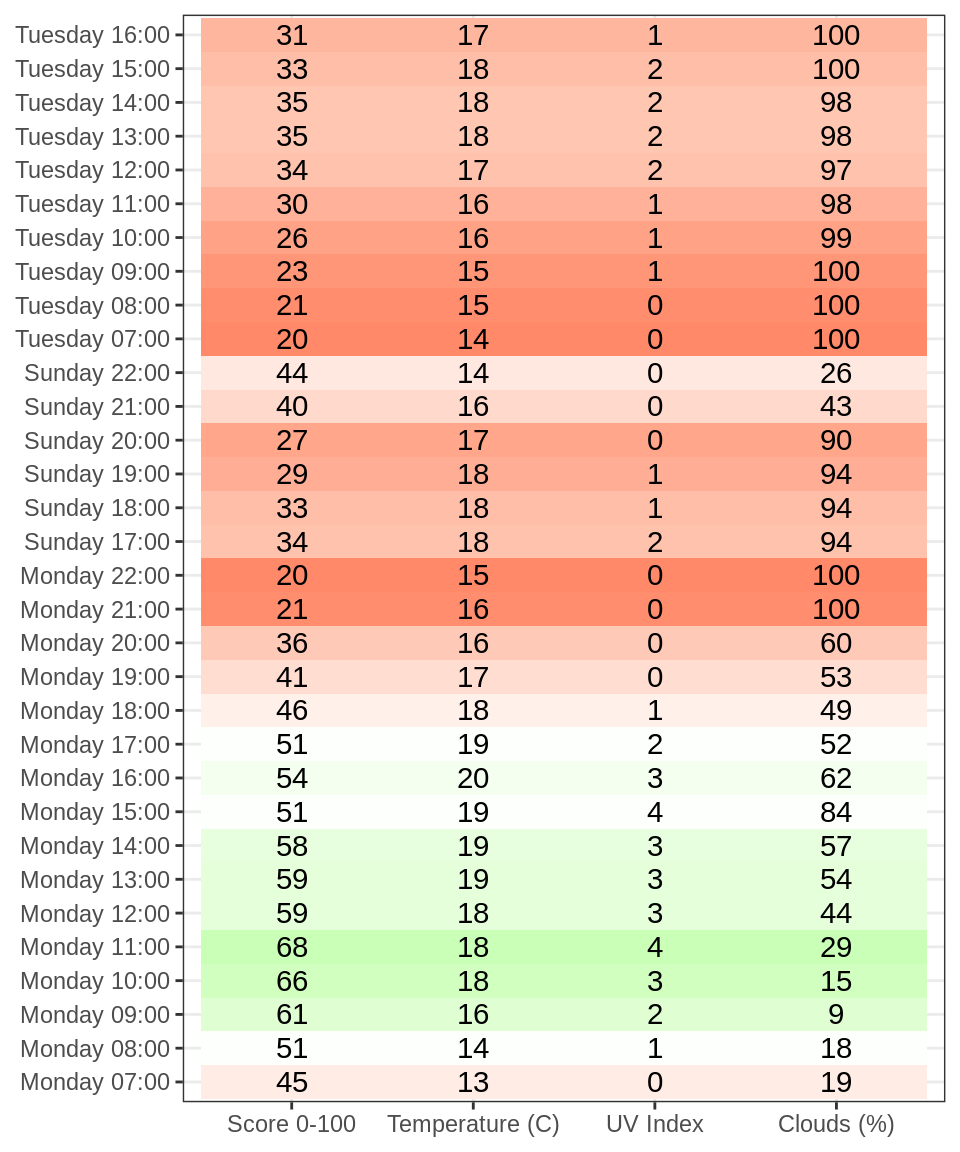 Tuesday 16:00 31 17 1 100
Tuesday 15:00 33 18 2 100
Tuesday 14:00 35 18 2 98
Tuesday 13:00 35 18 2 98
Tuesday 12:00 34 17 2 97
Tuesday 11:00 30 16 1 98
Tuesday 10:00 26 16 1 99
Tuesday 09:00 23 15 1 100
Tuesday 08:00 21 15 0 100
Tuesday 07:00 20 14 0 100
Sunday 22:00 44 14 0 26
Sunday 21:00 40 16 0 43
Sunday 20:00 27 17 0 90
Sunday 19:00 29 18 1 94
Sunday 18:00 33 18 1 94
Sunday 17:00 34 18 2 94
Monday 22:00 20 15 0 100
Monday 21:00 21 16 0 100
Monday 20:00 36 16 0 60
Monday 19:00 41 17 0 53
Monday 18:00 46 18 1 49
Monday 17:00 51 19 2 52
Monday 16:00 54 20 3 62
Monday 15:00 51 19 4 84
Monday 14:00 58 19 3 57
Monday 13:00 59 19 3 54
Monday 12:00 59 18 3 44
Monday 11:00 68 18 4 29
Monday 10:00 66 18 3 15
Monday 09:00 61 16 2 9
Monday 08:00 51 14 1 18
Monday 07:00 45 13 0 19
Score 0-100 Temperature (C) UV Index Clouds (%)